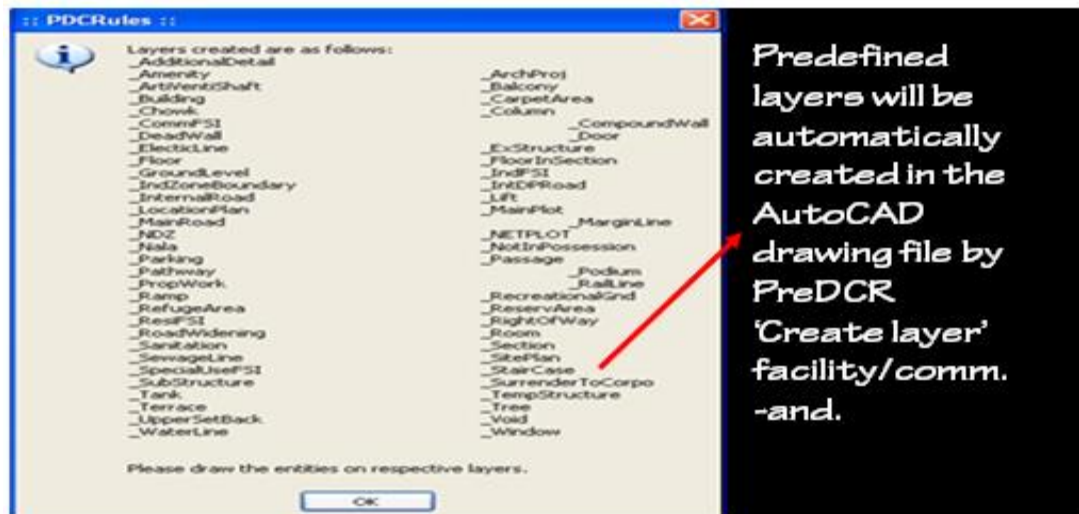 :: PDCRules ::
Layers created are as follows:
_AdditionalDetail
_Amenity _ArchProj
_ArtiVentiShaft _Balcony
_Building _CarpetArea
_Chowk _Column
_CommFSI _CompoundWall
_DeadWall _Door
_ElecticLine _ExStructure
_Floor _FloorInSection
_GroundLevel _IndFSI
_IndZoneBoundary _IntDPRoad
_InternalRoad _Lift
_LocationPlan _MainPlot
_MainRoad _MarginLine
_NDZ _NETPLOT
_Nala _NotInPossession
_Parking _Passage
_Pathway _Podium
_PropWork _RailLine
_Ramp _RecreationalGnd
_RefugeArea _ReservArea
_ResiFSI _RightOfWay
_RoadWidening _Room
_Sanitation _Section
_SewageLine _SitePlan
_SpecialUseFSI _StairCase
_SubStructure _SurrenderToCorpo
_Tank _TempStructure
_Terrace _Tree
_UpperSetBack _Void
_WaterLine _Window
Please draw the entities on respective layers.
OK
Predefined
layers will be
automatically
created in the
AutoCAD
drawing file by
PreDCR
'Create layer'
facility/comm.
-and.